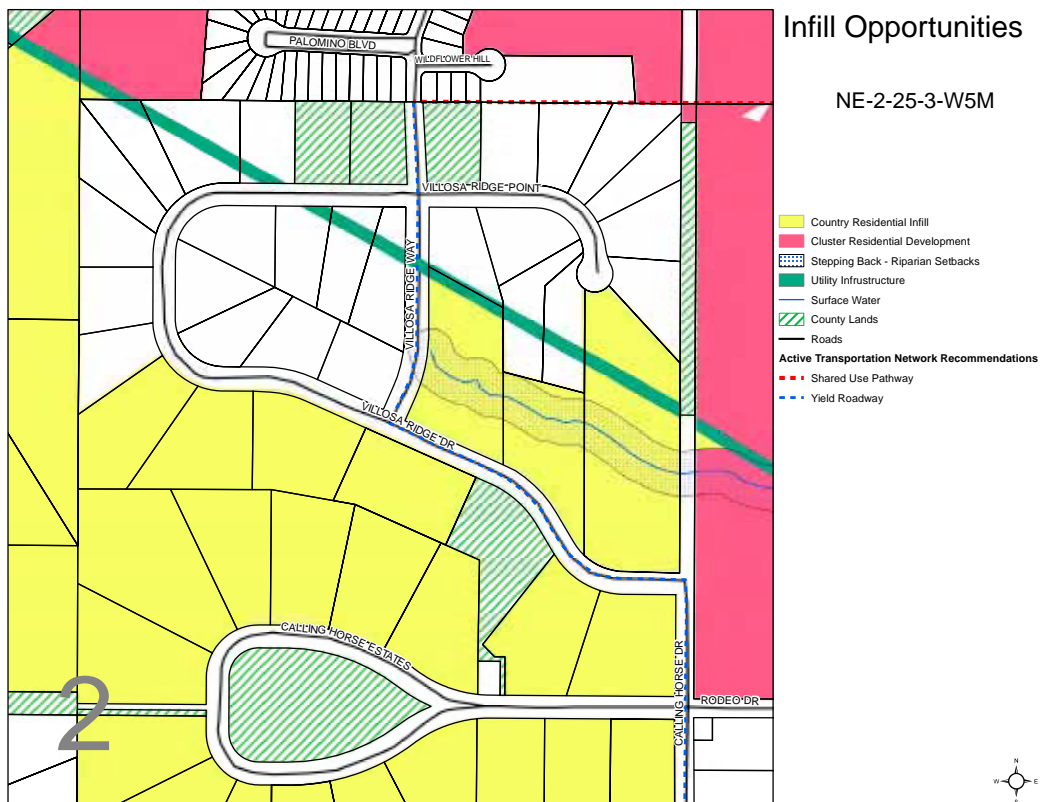 Infill Opportunities
NE-2-25-3-W5M
PALOMINO BLVD
WILDFLOWER HILL
VILLOSA RIDGE POINT
VILLOSA RIDGE WAY
VILLOSA RIDGE DR
CALLING HORSE ESTATES
CALLING HORSE DR
RODEO DR
2
Country Residential Infill
Cluster Residential Development
Stepping Back - Riparian Setbacks
Utility Infrustructure
Surface Water
County Lands
Roads
Active Transportation Network Recommendations
Shared Use Pathway
Yield Roadway
N
W E
S